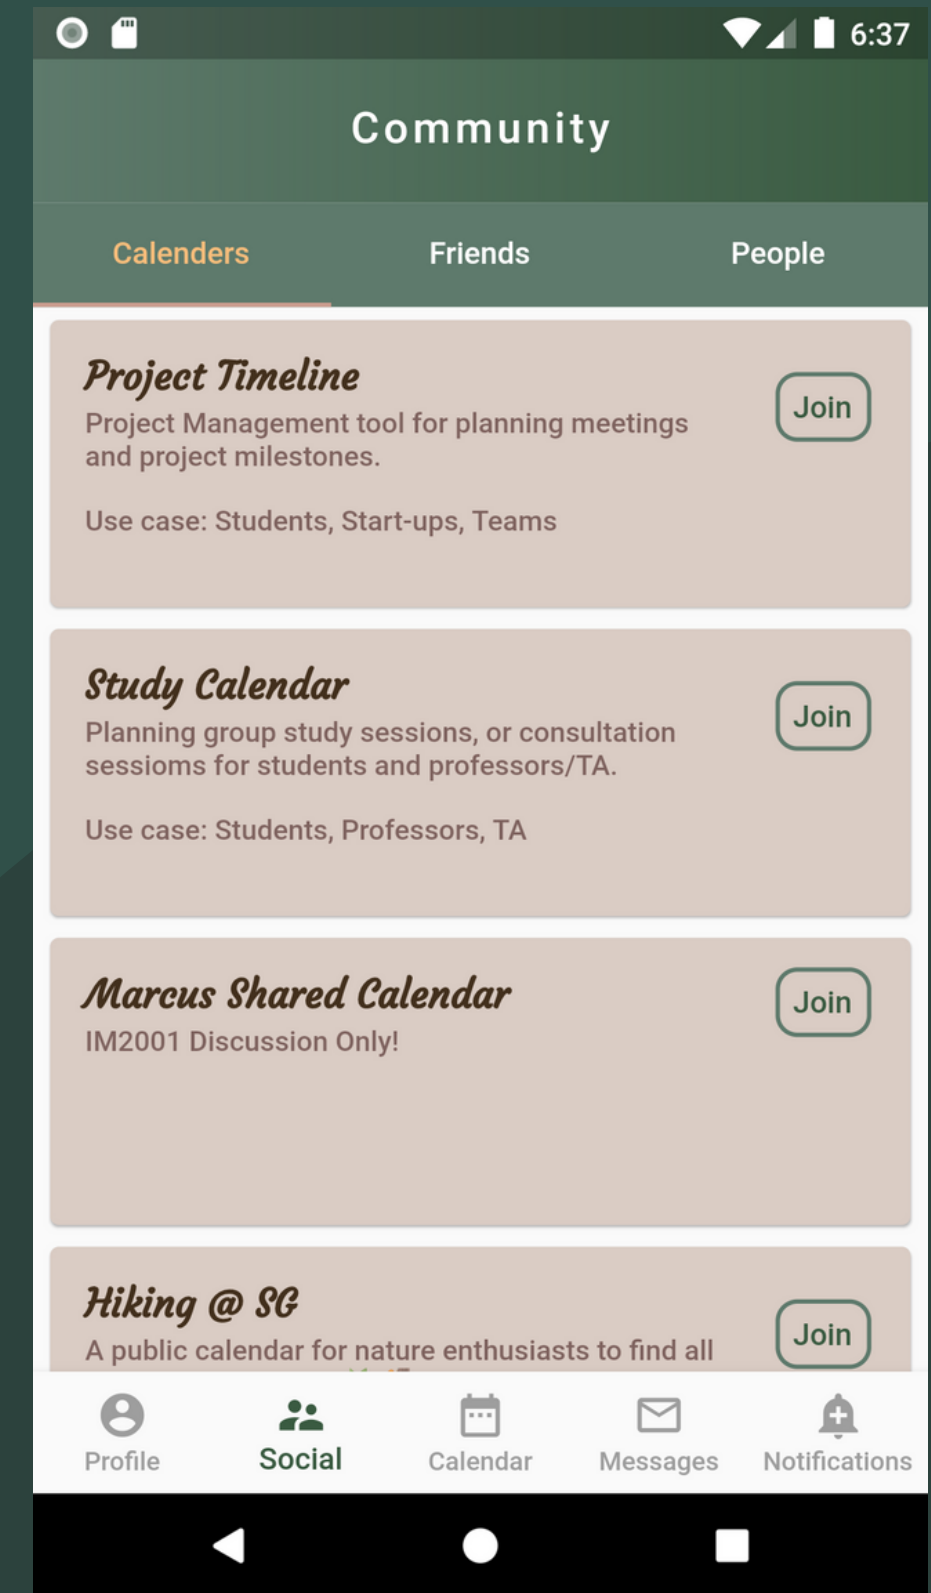 6:37
Community
Calenders
Friends
People
Project Timeline
Join
Project Management tool for planning meetings
and project milestones.
Use case: Students, Start-ups, Teams
Study Calendar
Join
Planning group study sessions, or consultation
sessioms for students and professors/TA.
Use case: Students, Professors, TA
Marcus Shared Calendar
Join
IM2001 Discussion Only!
Hiking @ SG
Join
A public calendar for nature enthusiasts to find all
Profile
Social
Calendar
Messages
Notifications